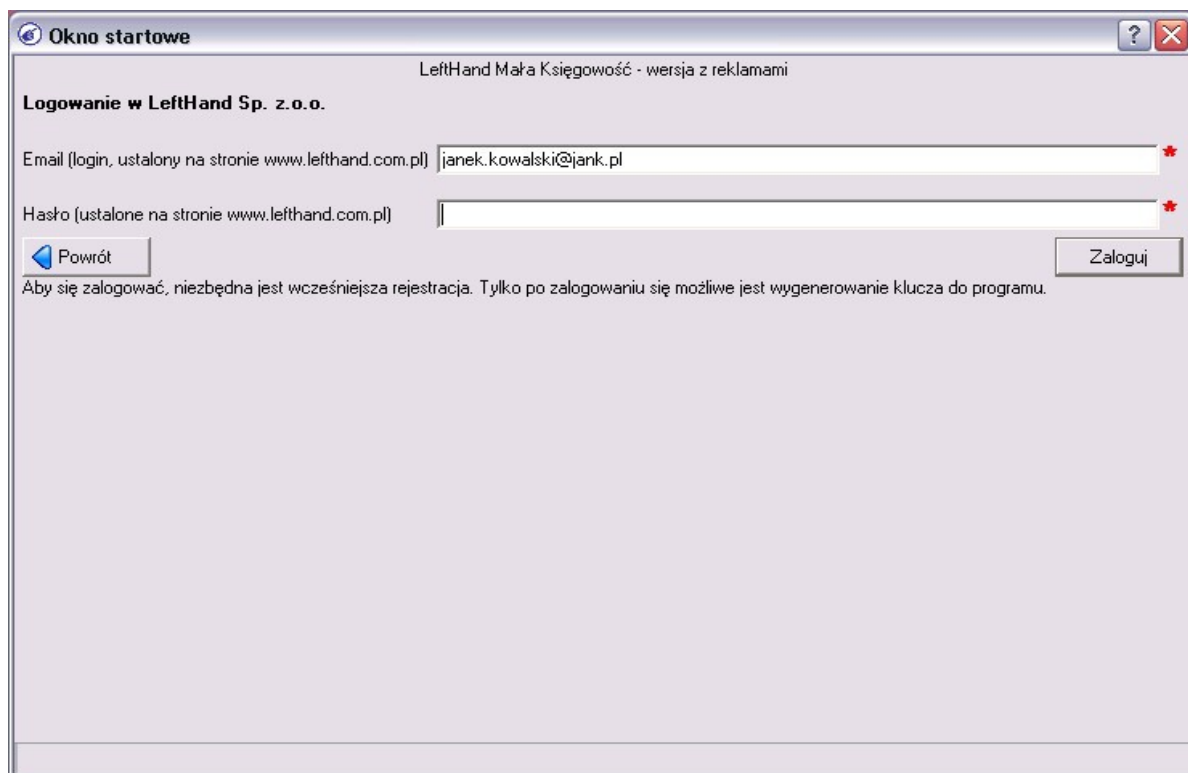 Okno startowe
LeftHand Mała Księgowość - wersja z reklamami
Logowanie w LeftHand Sp. z.o.o.
Email (login, ustalony na stronie www.lefthand.com.pl) janek.kowalski@jank.pl *
Hasło (ustalone na stronie www.lefthand.com.pl) *
Powrót Zaloguj
Aby się zalogować, niezbędna jest wcześniejsza rejestracja. Tylko po zalogowaniu się możliwe jest wygenerowanie klucza do programu.